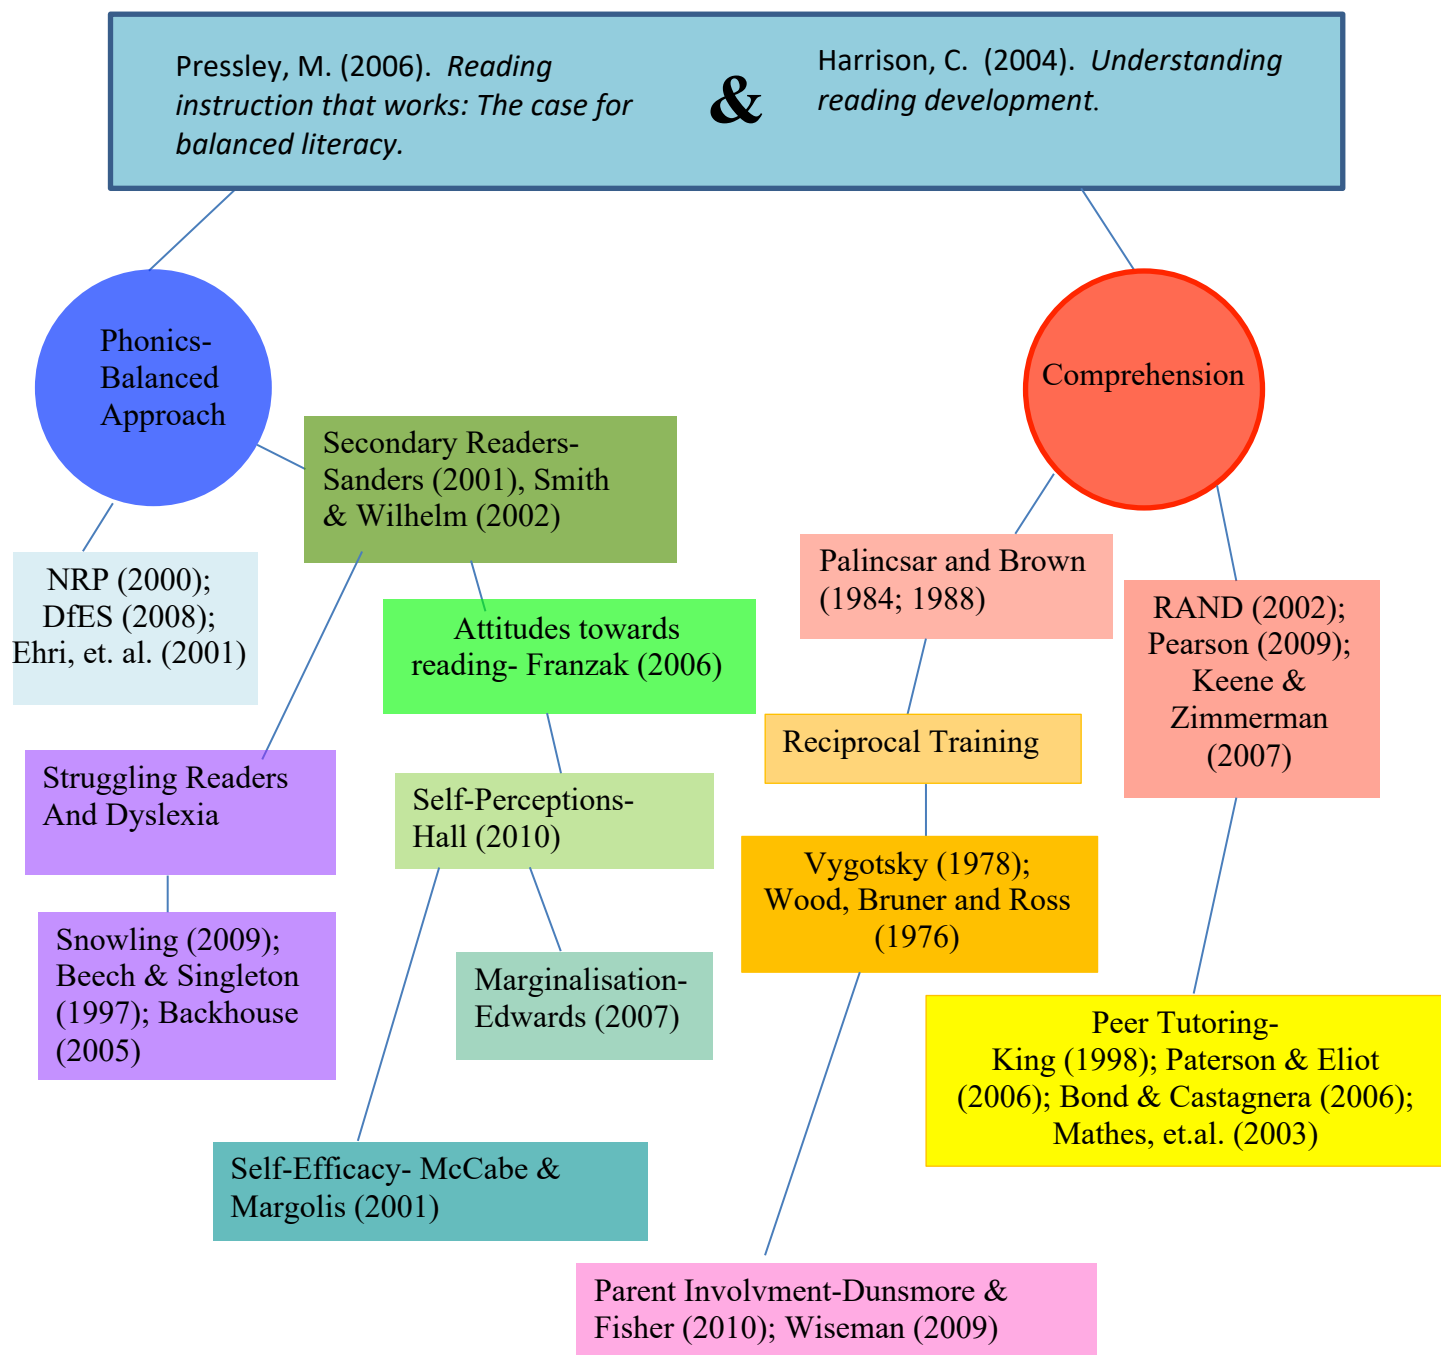 Pressley, M. (2006).  Reading
instruction that works: The case for
balanced literacy.
&
Harrison, C.  (2004).  Understanding
reading development.
Phonics-
Balanced
Approach
Comprehension
Secondary Readers-
Sanders (2001), Smith
& Wilhelm (2002)
NRP (2000);
DfES (2008);
Ehri, et. al. (2001)
Palincsar and Brown
(1984; 1988)
RAND (2002);
Pearson (2009);
Keene &
Zimmerman
(2007)
Attitudes towards
reading- Franzak (2006)
Reciprocal Training
Struggling Readers
And Dyslexia
Self-Perceptions-
Hall (2010)
Vygotsky (1978);
Wood, Bruner and Ross
(1976)
Snowling (2009);
Beech & Singleton
(1997); Backhouse
(2005)
Marginalisation-
Edwards (2007)
Peer Tutoring-
King (1998); Paterson & Eliot
(2006); Bond & Castagnera (2006);
Mathes, et.al. (2003)
Self-Efficacy- McCabe &
Margolis (2001)
Parent Involvment-Dunsmore &
Fisher (2010); Wiseman (2009)